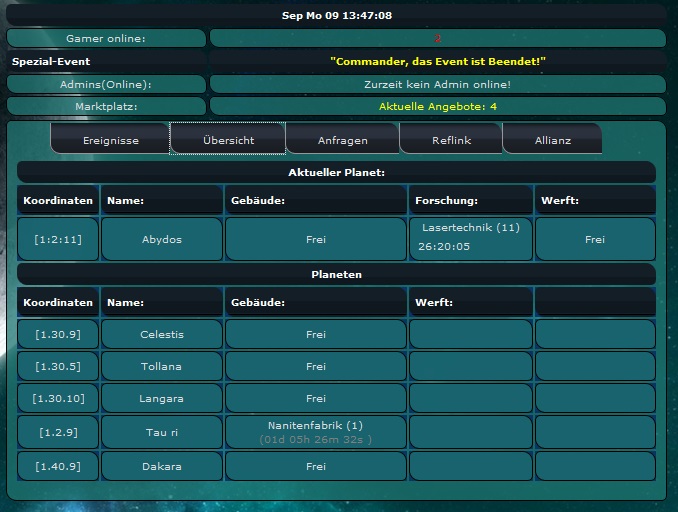 Sep Mo 09 13:47:08
Gamer online: 2
Spezial-Event "Commander, das Event ist Beendet!"
Admins(Online): Zurzeit kein Admin online!
Marktplatz: Aktuelle Angebote: 4
Ereignisse Übersicht Anfragen Reflink Allianz
Aktueller Planet:
Koordinaten Name: Gebäude: Forschung: Werft:
[1:2:11] Abydos Frei Lasertechnik (11) Frei
26:20:05
Planeten
Koordinaten Name: Gebäude: Werft:
[1.30.9] Celestis Frei
[1.30.5] Tollana Frei
[1.30.10] Langara Frei
[1.2.9] Tau ri Nanitenfabrik (1)
(01d 05h 26m 32s )
[1.40.9] Dakara Frei